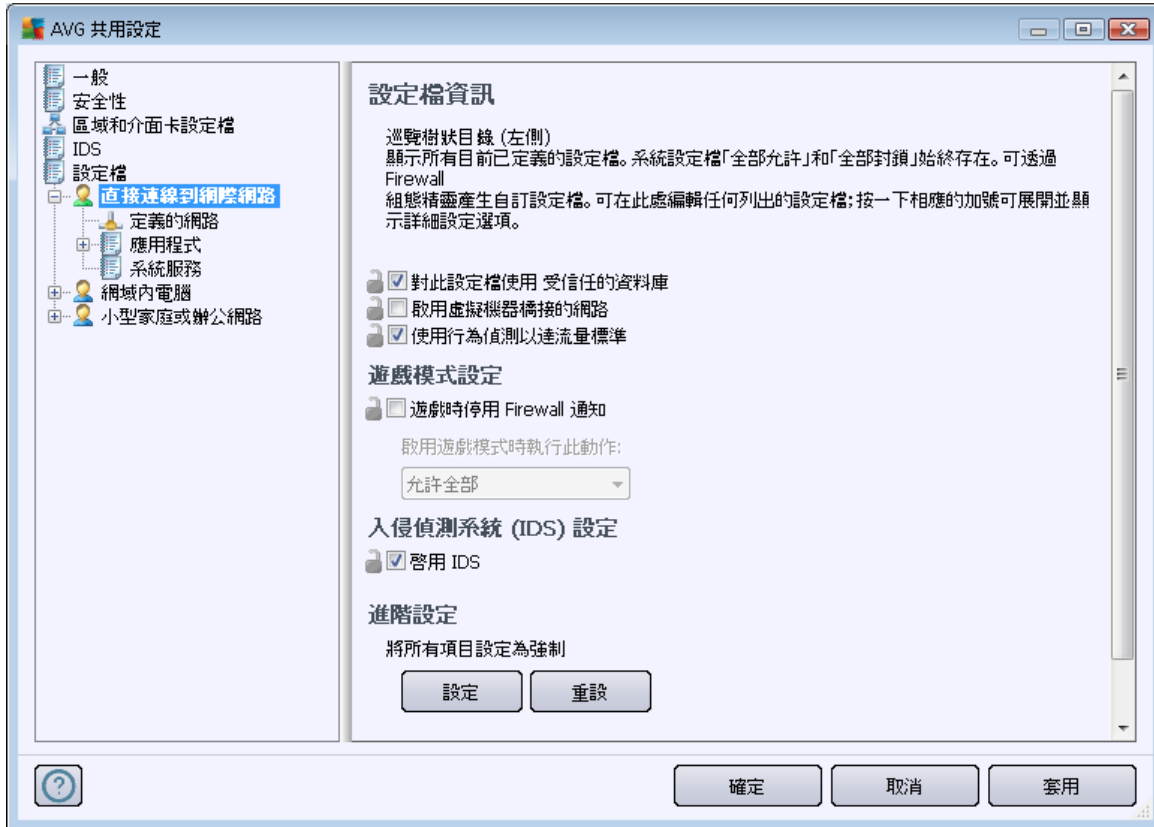 AVG 共用設定
一般
安全性
區域和介面卡設定檔
IDS
設定檔
直接連線到網際網路
定義的網路
應用程式
系統服務
網域內電腦
小型家庭或辦公網路
設定檔資訊
巡覽樹狀目錄 (左側)
顯示所有目前已定義的設定檔。系統設定檔「全部允許」和「全部封鎖」始終存在。可透過
Firewall
組態精靈產生自訂設定檔。可在此處編輯任何列出的設定檔;按一下相應的加號可展開並顯
示詳細設定選項。
對此設定檔使用 受信任的資料庫
啟用虛擬機器橋接的網路
使用行為偵測以達流量標準
遊戲模式設定
遊戲時停用 Firewall 通知
啟用遊戲模式時執行此動作:
允許全部
入侵偵測系統 (IDS) 設定
啓用 IDS
進階設定
將所有項目設定為強制
設定
重設
?
確定
取消
套用